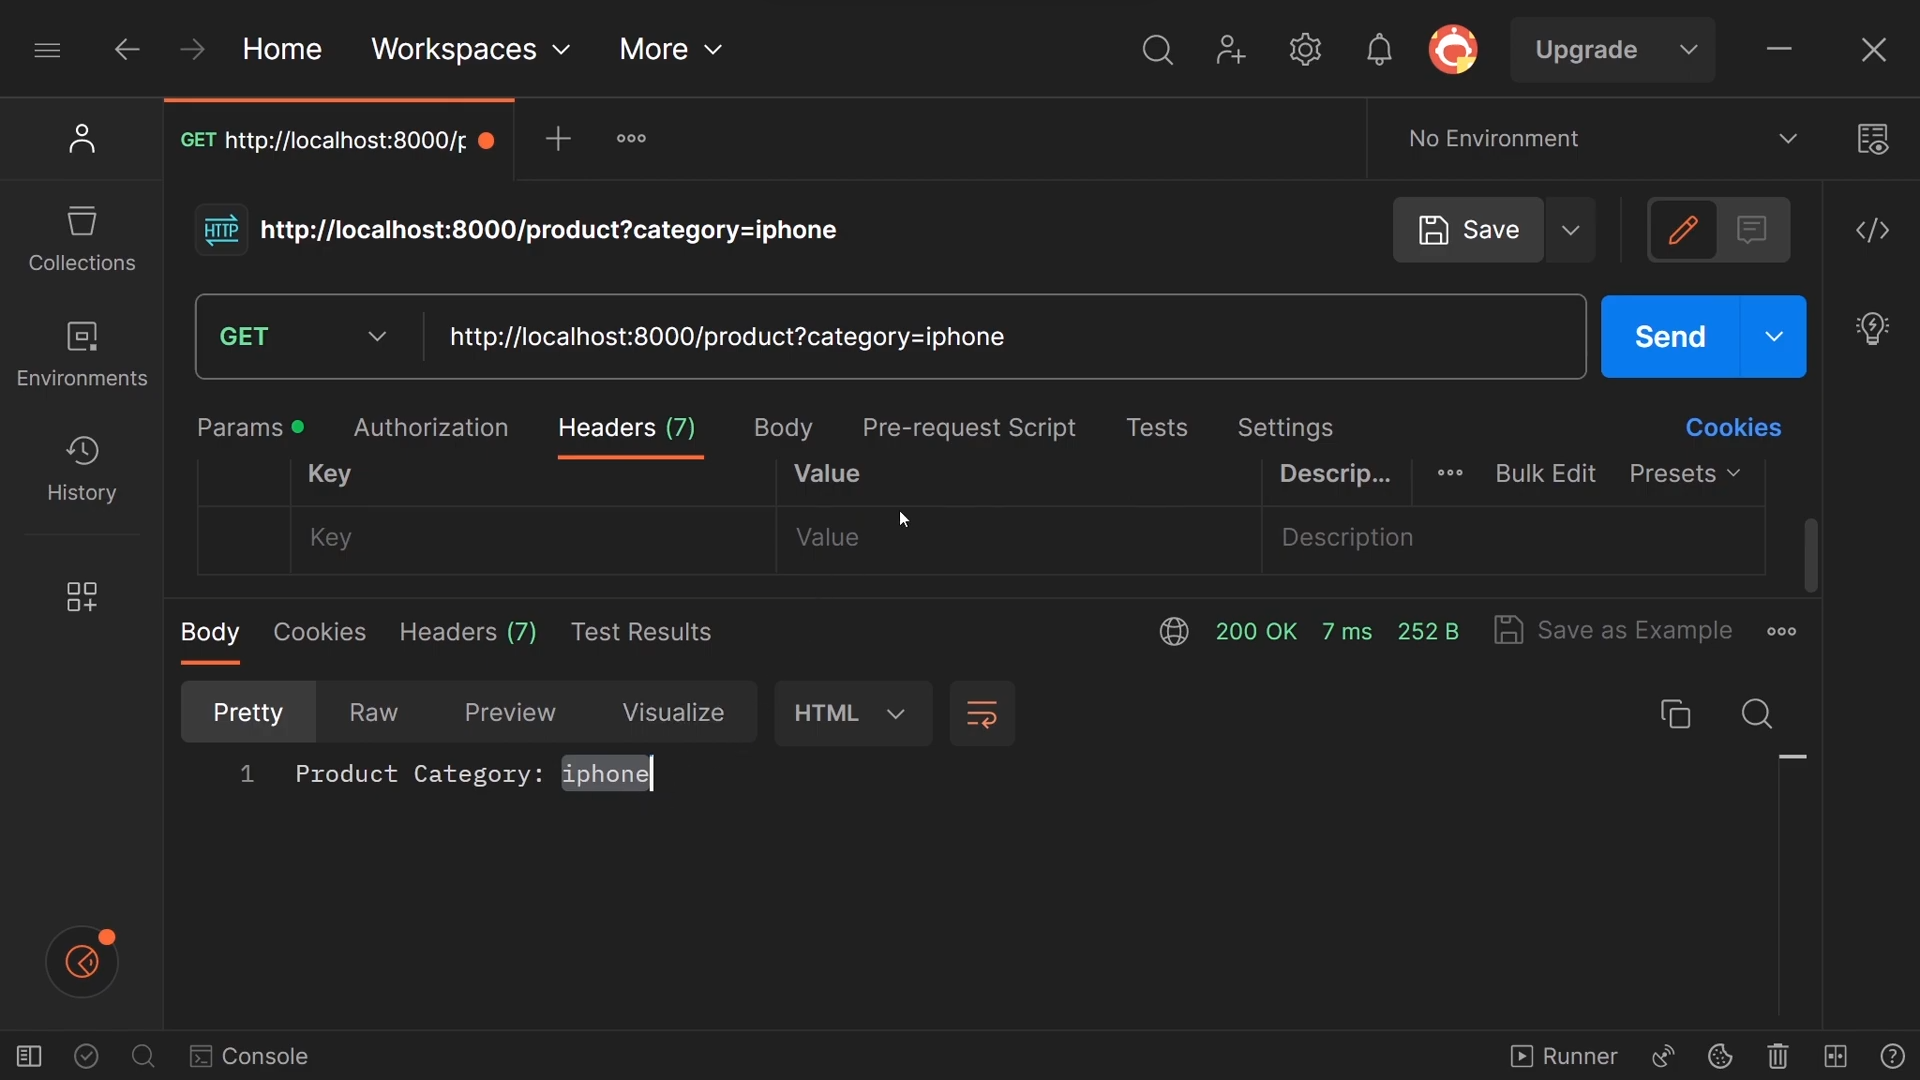 Home Workspaces More Upgrade
GET http://localhost:8000/p No Environment
HTTP http://localhost:8000/product?category=iphone Save
Collections
GET http://localhost:8000/product?category=iphone Send
Environments
Params Authorization Headers (7) Body Pre-request Script Tests Settings Cookies
Key Value Descrip... Bulk Edit Presets
History
Key Value Description
Body Cookies Headers (7) Test Results 200 OK 7 ms 252 B Save as Example
Pretty Raw Preview Visualize HTML
1 Product Category: iphone
Console Runner